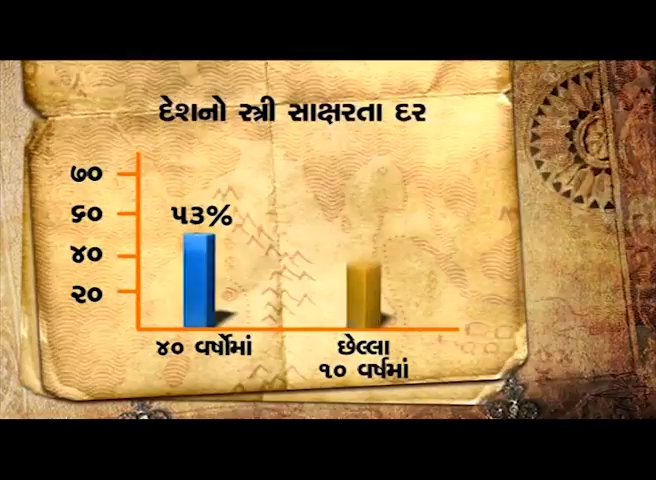 દેશનો સ્ત્રી સાક્ષરતા દર
૭૦
૬૦
૫૩%
૪૦
૨૦
૪૦ વર્ષોમાં
છેલ્લા
૧૦ વર્ષમાં